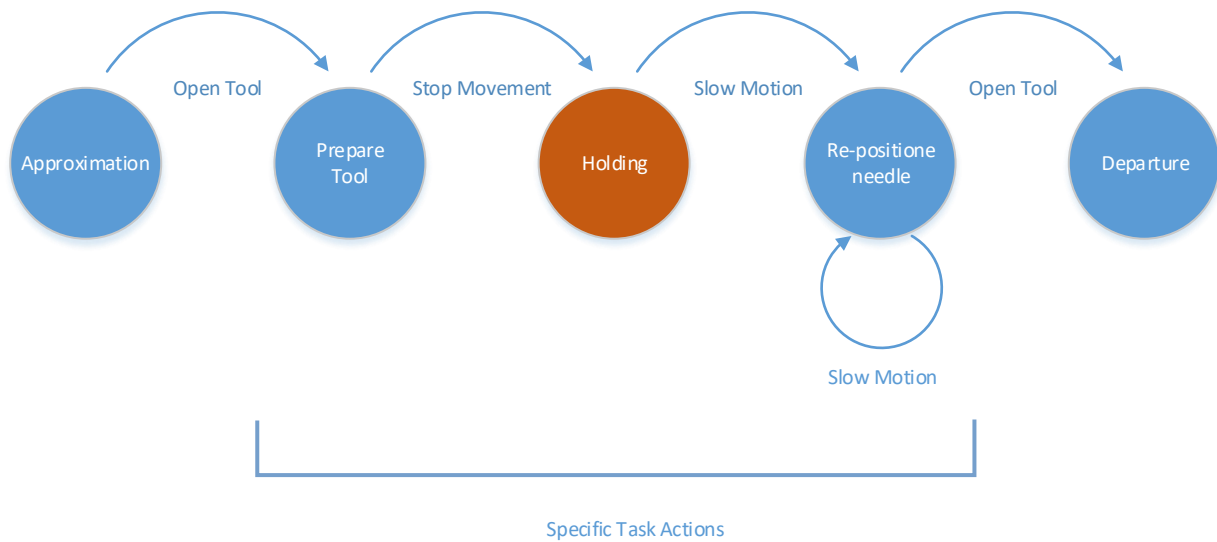 Open Tool
Stop Movement
Slow Motion
Open Tool
Approximation
Prepare
Tool
Holding
Re-positione
needle
Departure
Slow Motion
Specific Task Actions